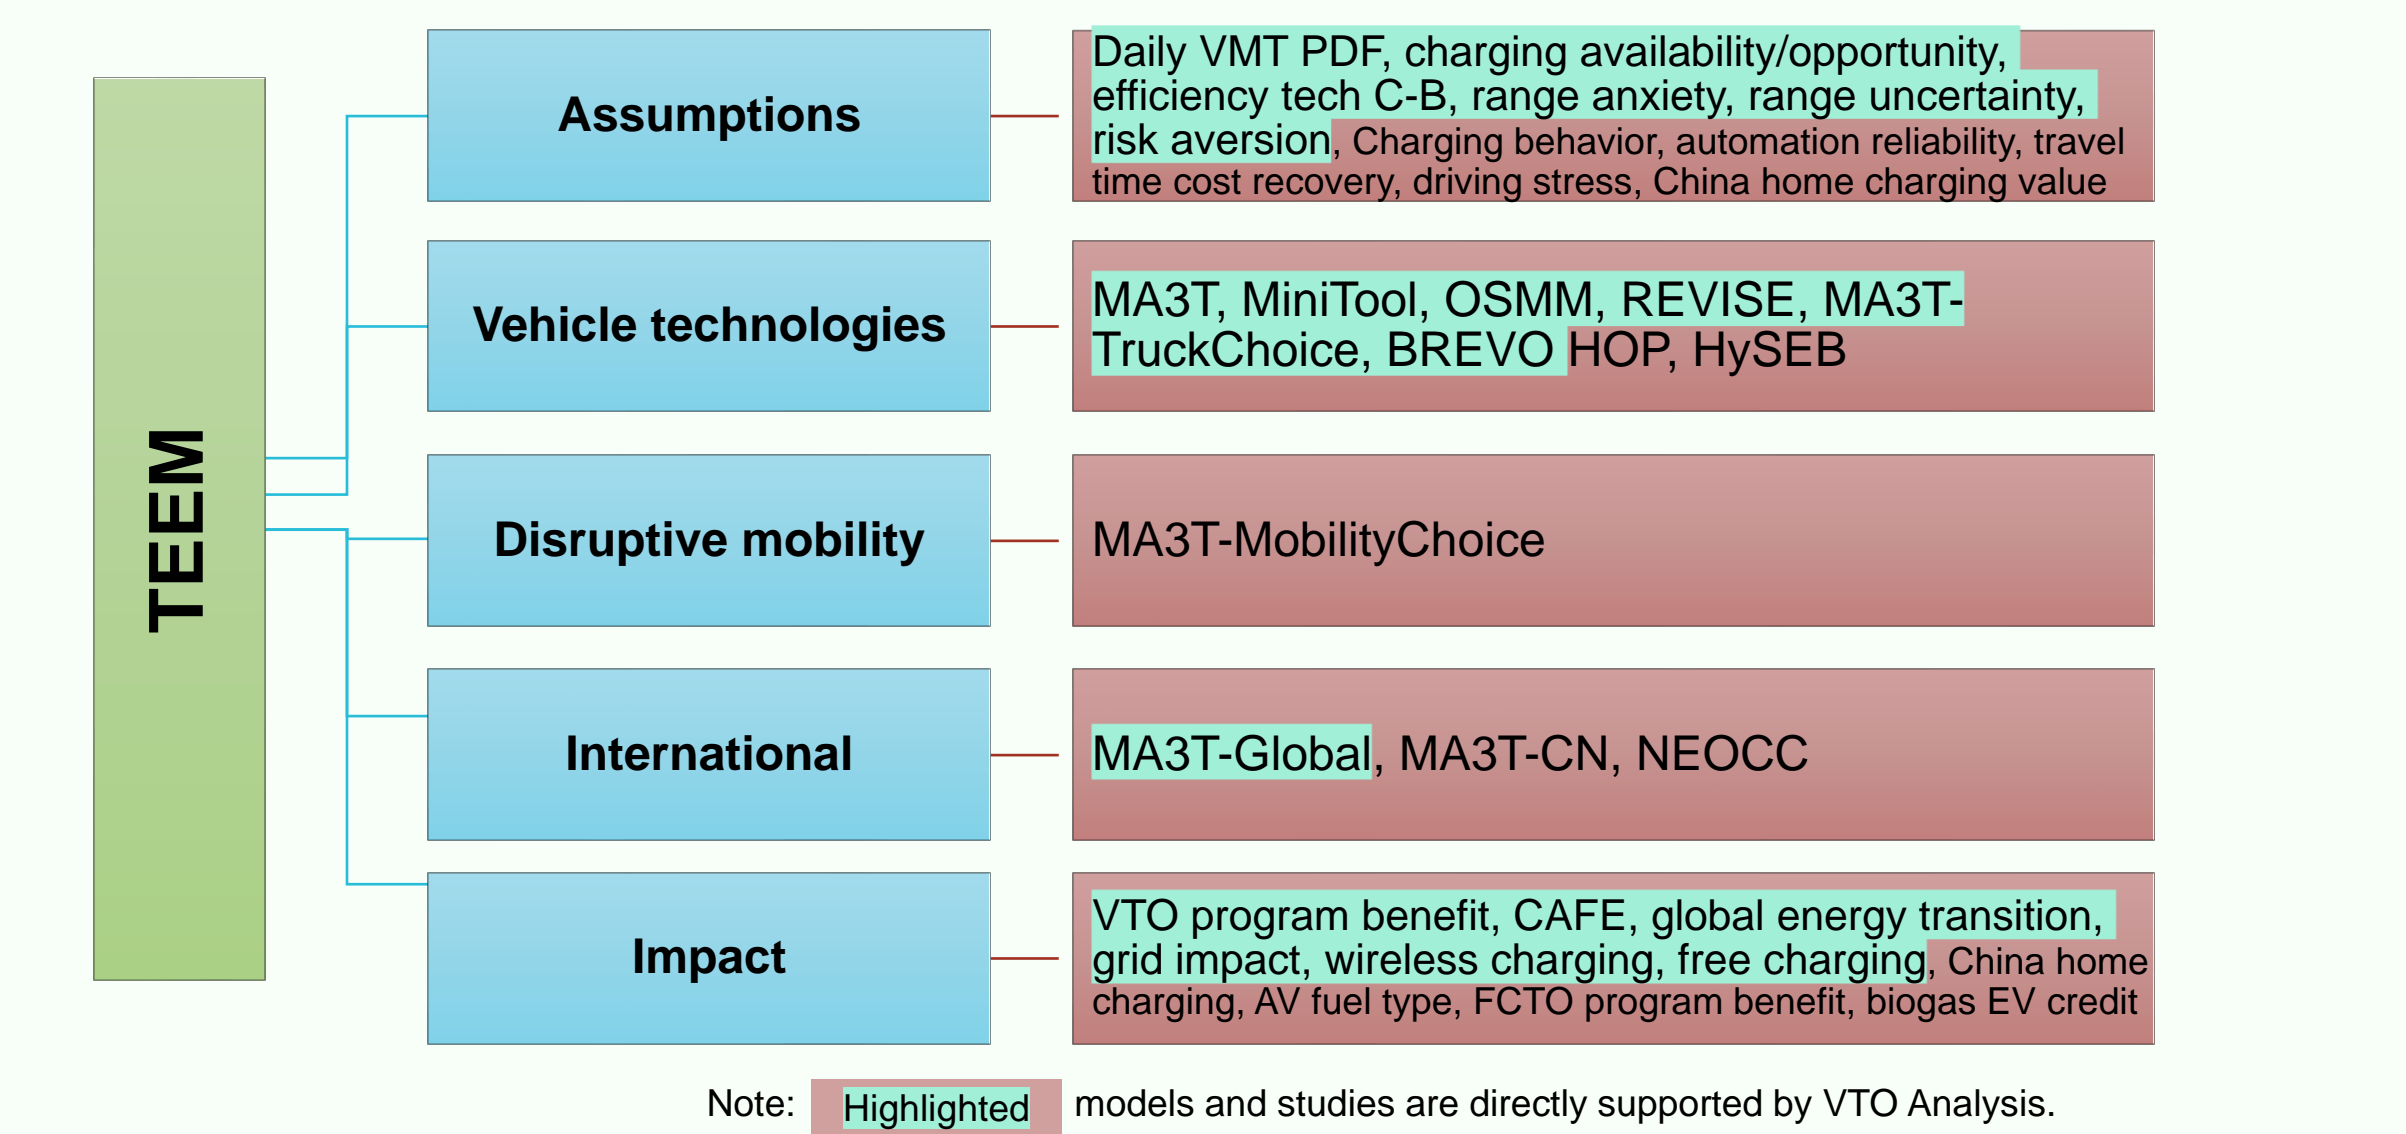 TEEM
Assumptions
Daily VMT PDF, charging availability/opportunity,
efficiency tech C-B, range anxiety, range uncertainty,
risk aversion, Charging behavior, automation reliability, travel
time cost recovery, driving stress, China home charging value
Vehicle technologies
MA3T, MiniTool, OSMM, REVISE, MA3T-
TruckChoice, BREVO HOP, HySEB
Disruptive mobility
MA3T-MobilityChoice
International
MA3T-Global, MA3T-CN, NEOCC
Impact
VTO program benefit, CAFE, global energy transition,
grid impact, wireless charging, free charging, China home
charging, AV fuel type, FCTO program benefit, biogas EV credit
Note: Highlighted models and studies are directly supported by VTO Analysis.